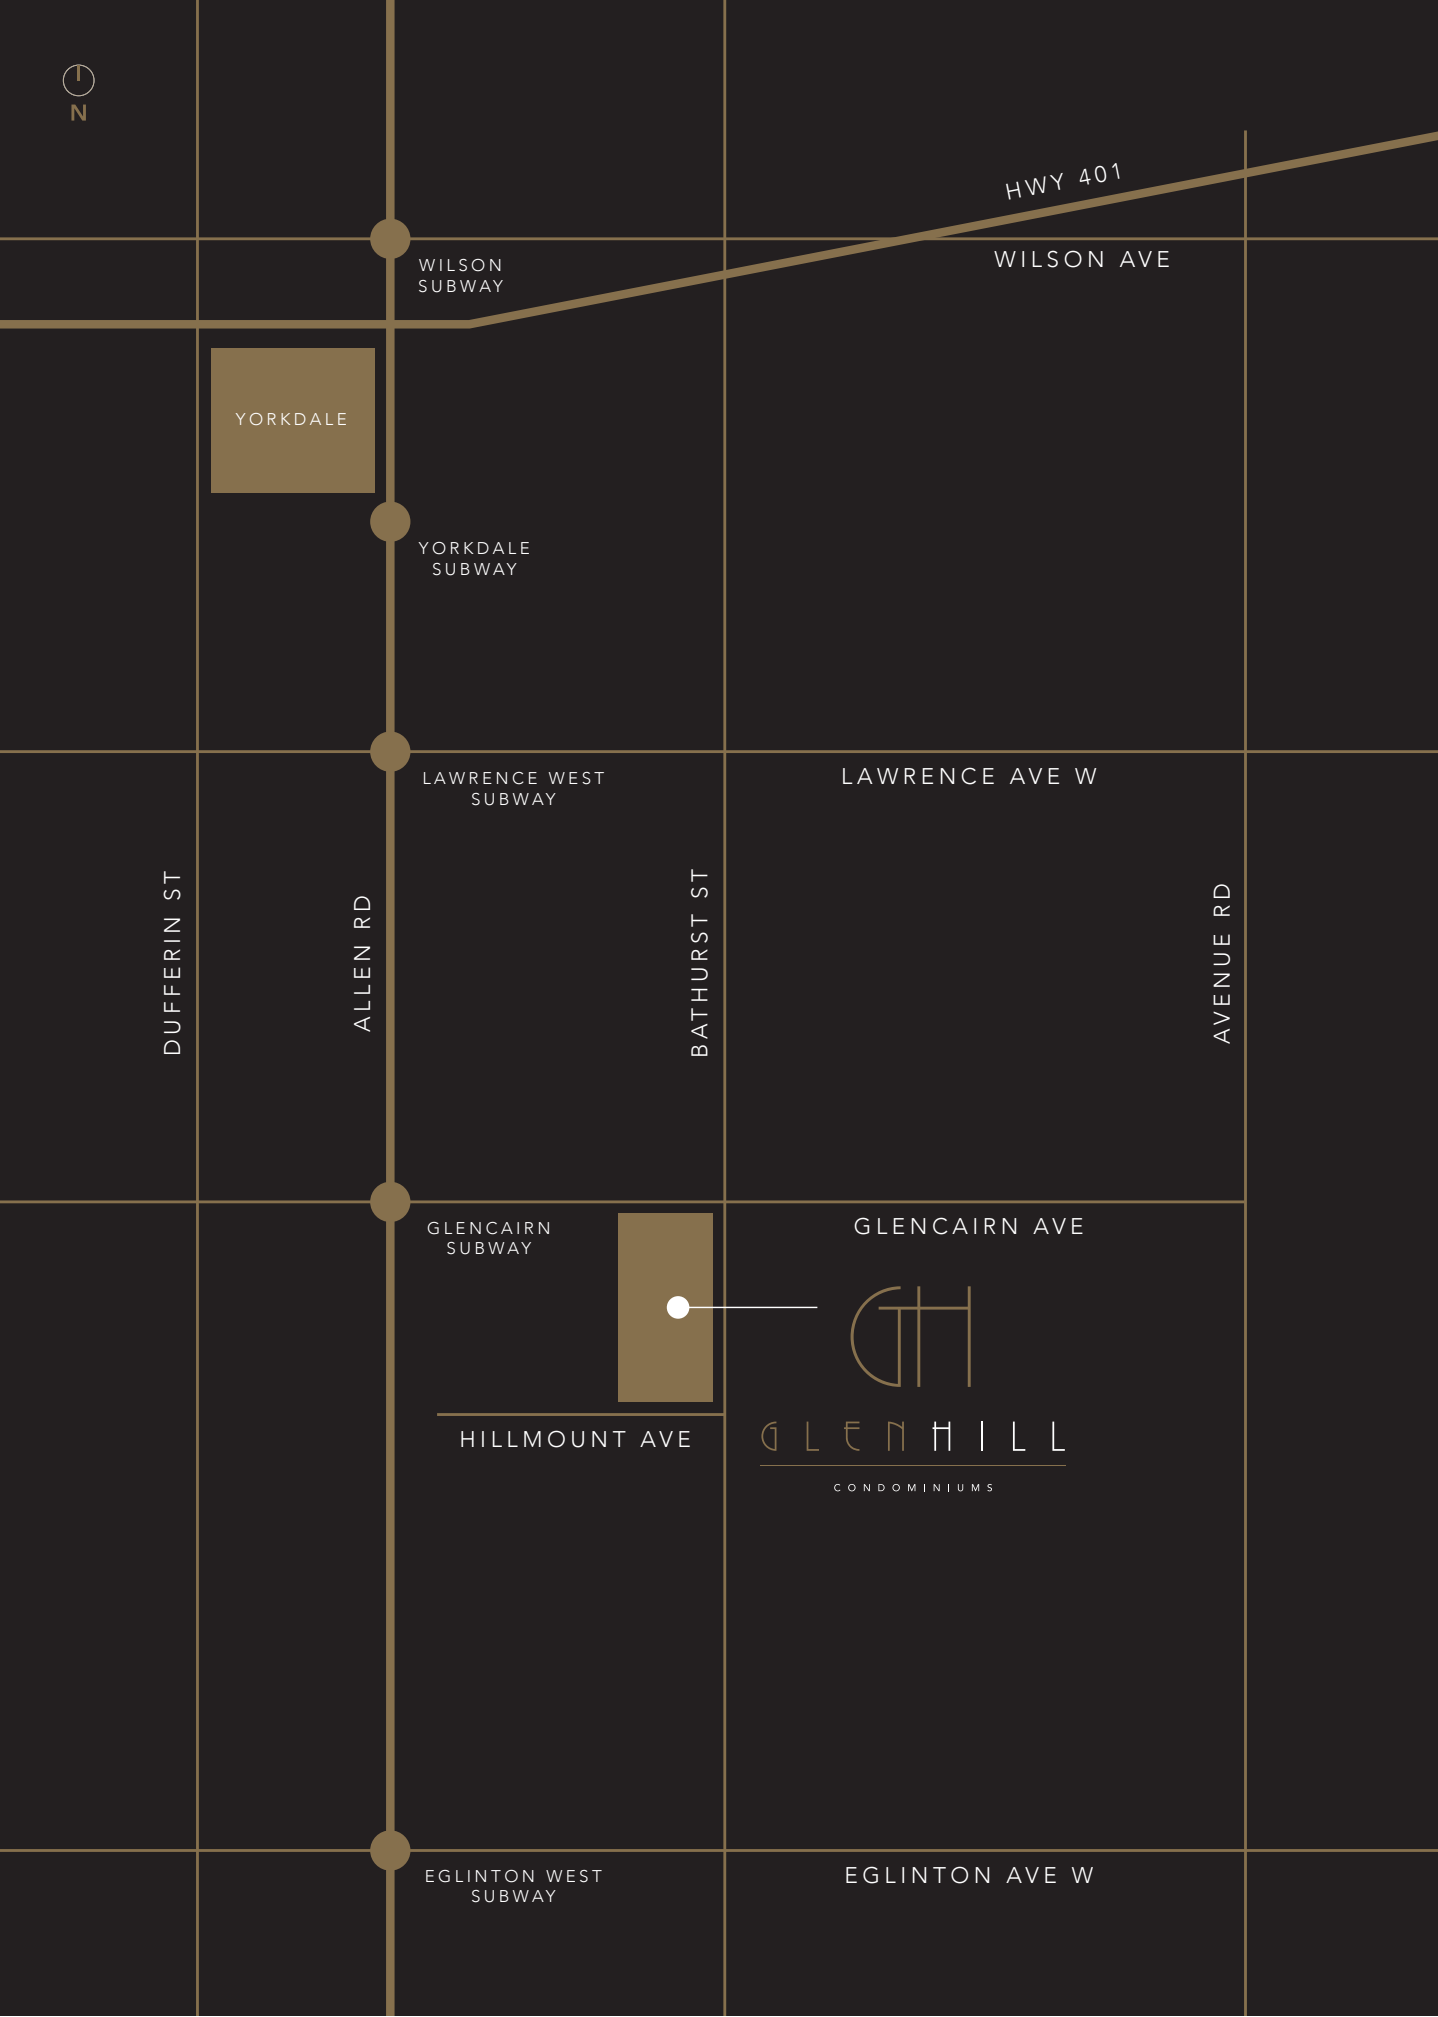 N
HWY 401
WILSON AVE
WILSON
SUBWAY
YORKDALE
YORKDALE
SUBWAY
LAWRENCE WEST
SUBWAY
LAWRENCE AVE W
DUFFERIN ST
ALLEN RD
BATHURST ST
AVENUE RD
GLENCAIRN
SUBWAY
GLENCAIRN AVE
GH
GLENHILL
CONDOMINIUMS
HILLMOUNT AVE
EGLINTON WEST
SUBWAY
EGLINTON AVE W